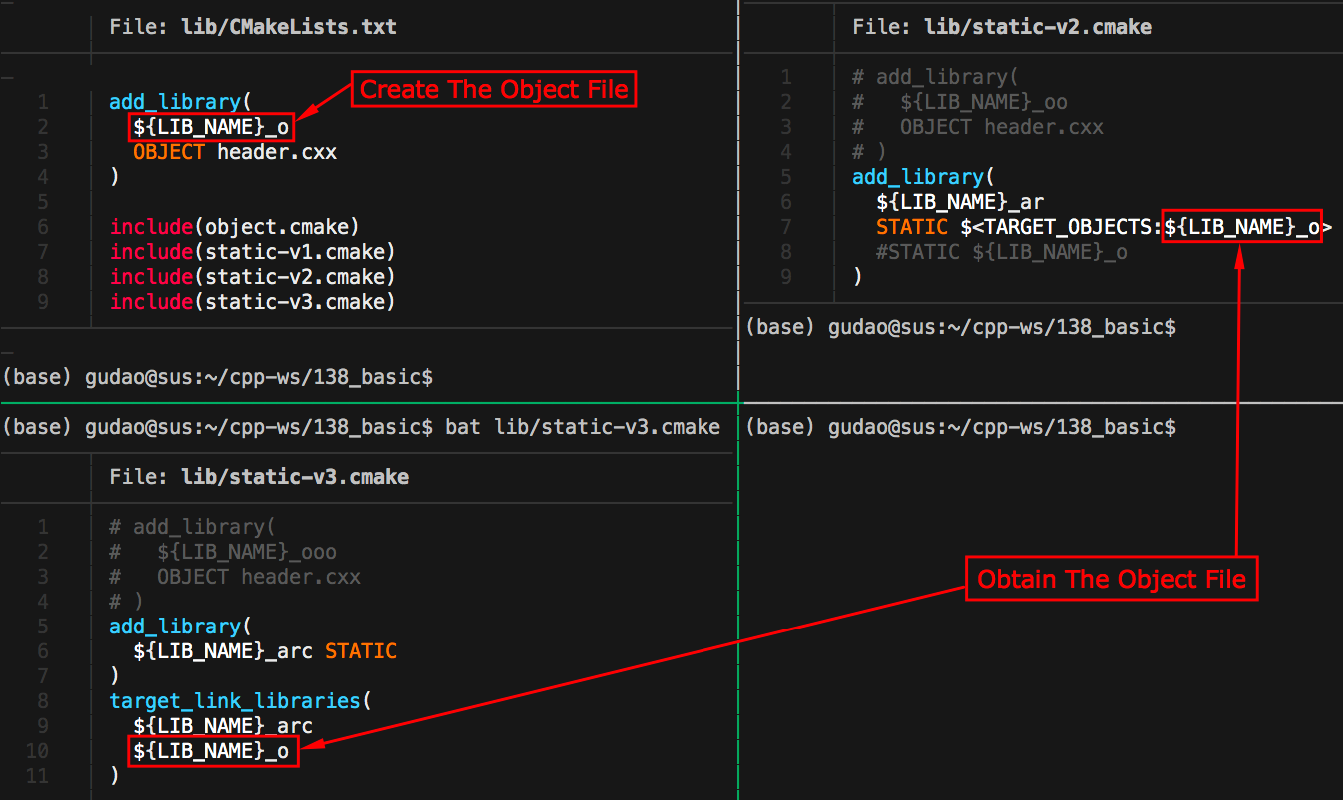 File: lib/CMakeLists.txt
Create The Object File
1 add_library(
2   ${LIB_NAME}_o
3   OBJECT header.cxx
4 )
5
6 include(object.cmake)
7 include(static-v1.cmake)
8 include(static-v2.cmake)
9 include(static-v3.cmake)
(base) gudao@sus:~/cpp-ws/138_basic$
File: lib/static-v2.cmake
1 # add_library(
2 #   ${LIB_NAME}_oo
3 #   OBJECT header.cxx
4 # )
5 add_library(
6   ${LIB_NAME}_ar
7   STATIC $<TARGET_OBJECTS:${LIB_NAME}_o>
8   #STATIC ${LIB_NAME}_o
9 )
(base) gudao@sus:~/cpp-ws/138_basic$
(base) gudao@sus:~/cpp-ws/138_basic$ bat lib/static-v3.cmake
File: lib/static-v3.cmake
1 # add_library(
2 #   ${LIB_NAME}_ooo
3 #   OBJECT header.cxx
4 # )
5 add_library(
6   ${LIB_NAME}_arc STATIC
7 )
8 target_link_libraries(
9   ${LIB_NAME}_arc
10   ${LIB_NAME}_o
11 )
(base) gudao@sus:~/cpp-ws/138_basic$
Obtain The Object File